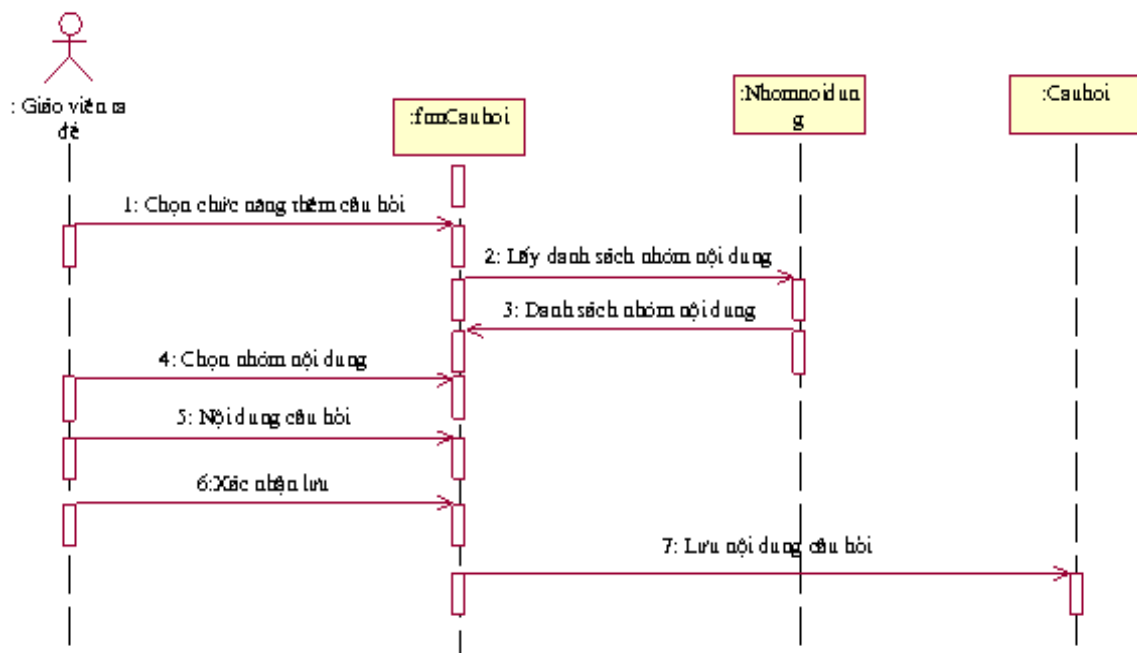 : Giáo viên ra
đề
:frmCauhoi
:Nhomnoidun
g
:Cauhoi
1: Chọn chức năng thêm câu hỏi
2: Lấy danh sách nhóm nội dung
3: Danh sách nhóm nội dung
4: Chọn nhóm nội dung
5: Nội dung câu hỏi
6:Xác nhận lưu
7: Lưu nội dung câu hỏi